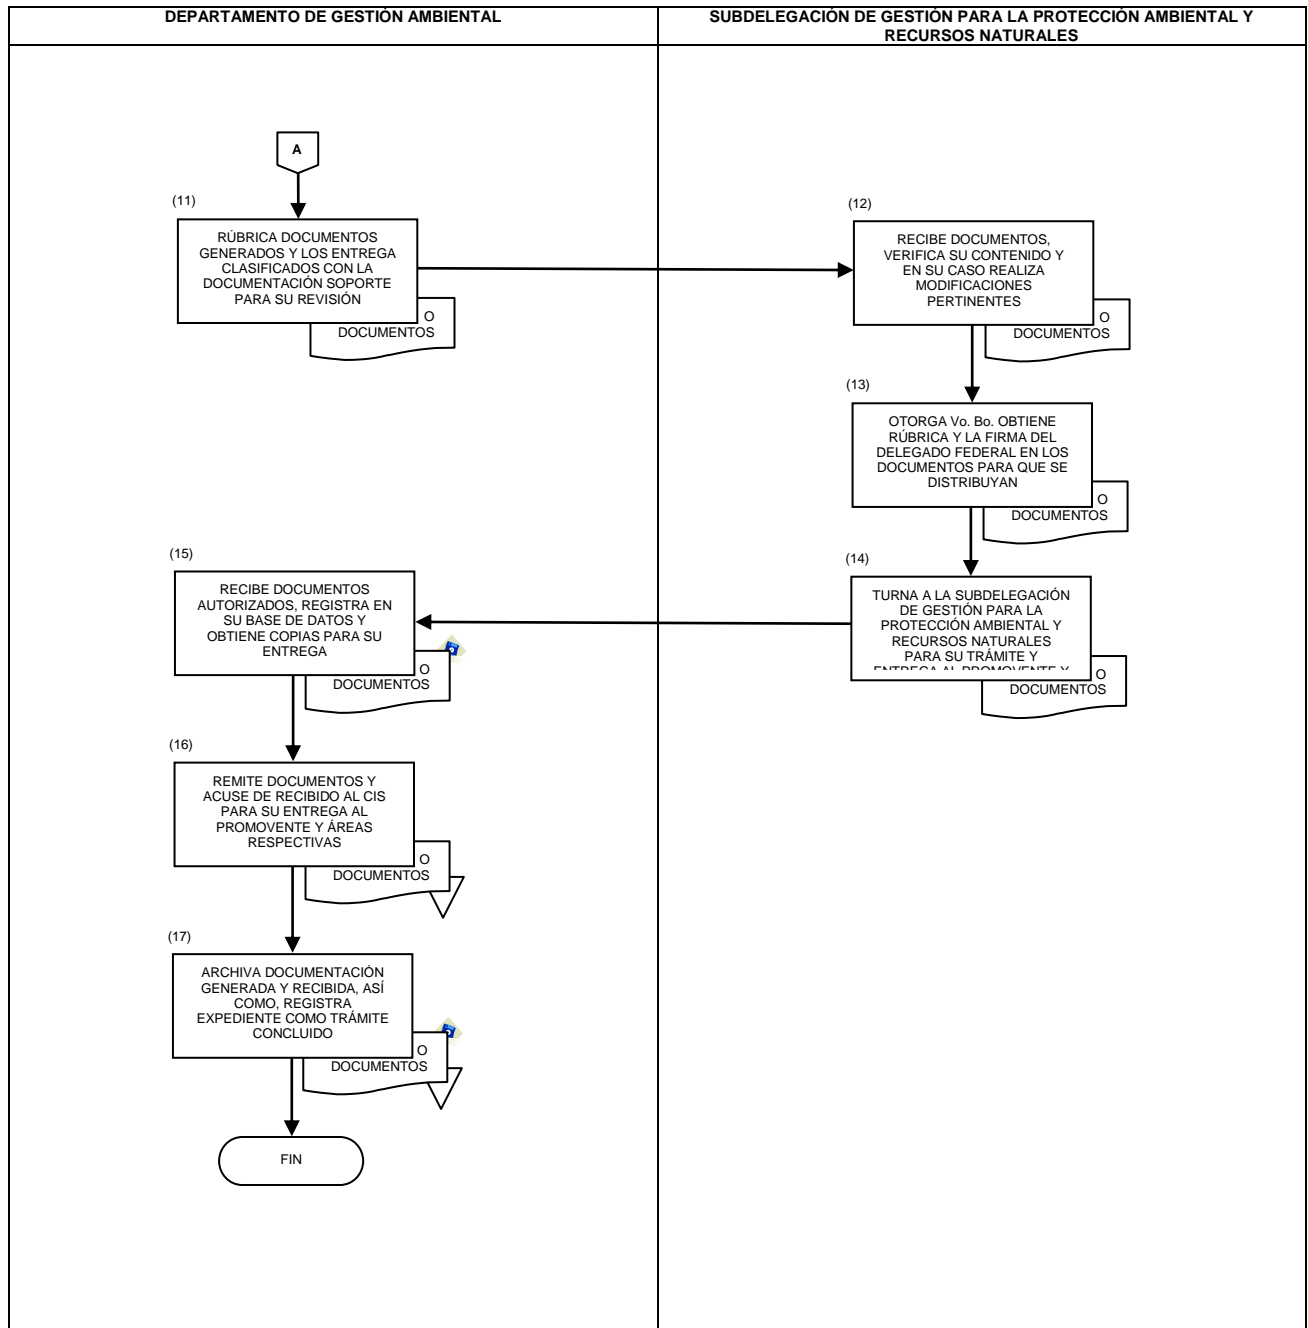 DEPARTAMENTO DE GESTIÓN AMBIENTAL
SUBDELEGACIÓN DE GESTIÓN PARA LA PROTECCIÓN AMBIENTAL Y
RECURSOS NATURALES
A
(11)
RÚBRICA DOCUMENTOS
GENERADOS Y LOS ENTREGA
CLASIFICADOS CON LA
DOCUMENTACIÓN SOPORTE
PARA SU REVISIÓN
O
DOCUMENTOS
(12)
RECIBE DOCUMENTOS,
VERIFICA SU CONTENIDO Y
EN SU CASO REALIZA
MODIFICACIONES
PERTINENTES
O
DOCUMENTOS
(13)
OTORGA Vo. Bo. OBTIENE
RÚBRICA Y LA FIRMA DEL
DELEGADO FEDERAL EN LOS
DOCUMENTOS PARA QUE SE
DISTRIBUYAN
O
DOCUMENTOS
(14)
TURNA A LA SUBDELEGACIÓN
DE GESTIÓN PARA LA
PROTECCIÓN AMBIENTAL Y
RECURSOS NATURALES
PARA SU TRÁMITE Y
ENTREGA AL PROMOVENTE Y
O
DOCUMENTOS
(15)
RECIBE DOCUMENTOS
AUTORIZADOS, REGISTRA EN
SU BASE DE DATOS Y
OBTIENE COPIAS PARA SU
ENTREGA
O
DOCUMENTOS
(16)
REMITE DOCUMENTOS Y
ACUSE DE RECIBIDO AL CIS
PARA SU ENTREGA AL
PROMOVENTE Y ÁREAS
RESPECTIVAS
O
DOCUMENTOS
(17)
ARCHIVA DOCUMENTACIÓN
GENERADA Y RECIBIDA, ASÍ
COMO, REGISTRA
EXPEDIENTE COMO TRÁMITE
CONCLUIDO
O
DOCUMENTOS
FIN